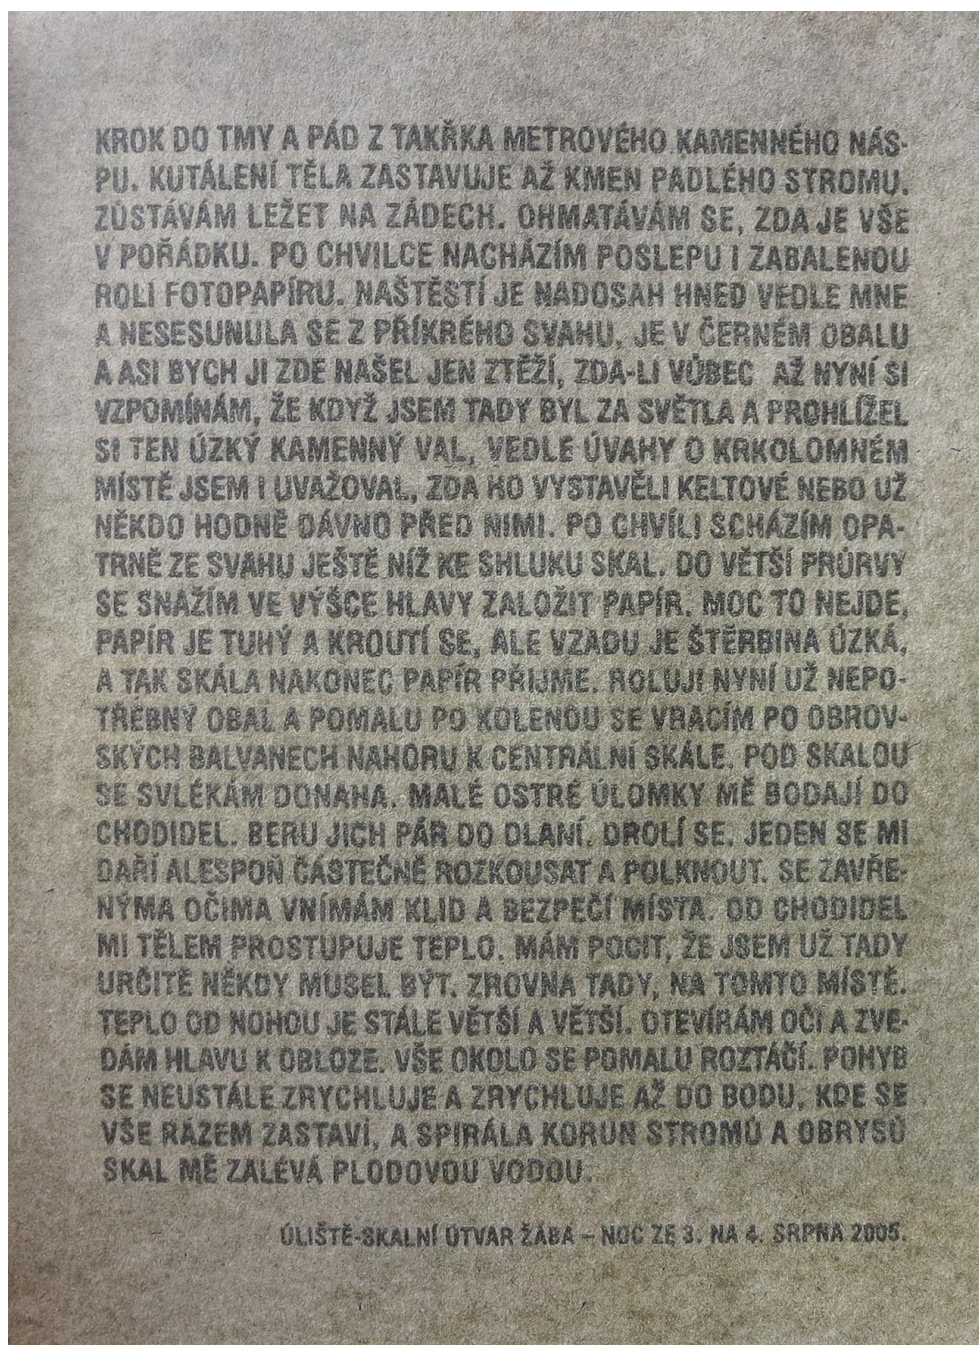 KROK DO TMY A PÁD Z TAKŘKA METROVÉHO KAMENNÉHO NÁS-
PU. KUTÁLENÍ TĚLA ZASTAVUJE AŽ KMEN PADLÉHO STROMU.
ZŮSTÁVÁM LEŽET NA ZÁDECH. OHMATÁVÁM SE, ZDA JE VŠE
V POŘÁDKU. PO CHVILCE NACHÁZÍM POSLEPU I ZABALENOU
ROLI FOTOPAPÍRU. NAŠTĚSTÍ JE NADOSAH HNED VEDLE MNE
A NESESUNULA SE Z PŘÍKRÉHO SVAHU, JE V ČERNÉM OBALU
A ASI BYCH JI ZDE NAŠEL JEN ZTĚŽÍ, ZDA-LI VŮBEC AŽ NYNÍ SI
VZPOMÍNÁM, ŽE KDYŽ JSEM TADY BYL ZA SVĚTLA A PROHLÍŽEL
SI TEN ÚZKÝ KAMENNÝ VAL, VEDLE ÚVAHY O KRKOLOMNÉM
MÍSTĚ JSEM I UVAŽOVAL, ZDA HO VYSTAVĚLI KELTOVÉ NEBO UŽ
NĚKDO HODNĚ DÁVNO PŘED NIMI. PO CHVÍLI SCHÁZÍM OPA-
TRNĚ ZE SVAHU JEŠTĚ NÍŽ KE SHLUKU SKAL. DO VĚTŠÍ PRŮRVY
SE SNAŽÍM VE VÝŠCE HLAVY ZALOŽIT PAPÍR. MOC TO NEJDE,
PAPÍR JE TUHÝ A KROUTÍ SE, ALE VZADU JE ŠTĚRBINA ÚZKÁ,
A TAK SKÁLA NAKONEC PAPÍR PŘIJME. ROLUJI NYNÍ UŽ NEPO-
TŘEBNÝ OBAL A POMALU PO KOLENOU SE VRACÍM PO OBROV-
SKÝCH BALVANECH NAHORU K CENTRÁLNÍ SKÁLE. POD SKALOU
SE SVLÉKÁM DONAHA. MALÉ OSTRÉ ÚLOMKY MĚ BODAJÍ DO
CHODIDEL. BERU JICH PÁR DO DLANÍ. DROLÍ SE. JEDEN SE MI
DAŘÍ ALESPOŇ ČÁSTEČNĚ ROZKOUSAT A POLKNOUT. SE ZAVŘE-
NÝMA OČIMA VNÍMÁM KLID A BEZPEČÍ MÍSTA. OD CHODIDEL
MI TĚLEM PROSTUPUJE TEPLO. MÁM POCIT, ŽE JSEM UŽ TADY
URČITĚ NĚKDY MUSEL BÝT. ZROVNA TADY, NA TOMTO MÍSTĚ.
TEPLO OD NOHOU JE STÁLE VĚTŠÍ A VĚTŠÍ. OTEVÍRÁM OČI A ZVE-
DÁM HLAVU K OBLOZE. VŠE OKOLO SE POMALU ROZTÁČÍ. POHYB
SE NEUSTÁLE ZRYCHLUJE A ZRYCHLUJE AŽ DO BODU, KDE SE
VŠE RÁZEM ZASTAVÍ, A SPIRÁLA KORUN STROMŮ A OBRYSŮ
SKAL MĚ ZALÉVÁ PLODOVOU VODOU.
ÚLIŠTĚ-SKALNÍ ÚTVAR ŽÁBA – NOC ZE 3. NA 4. SRPNA 2005.